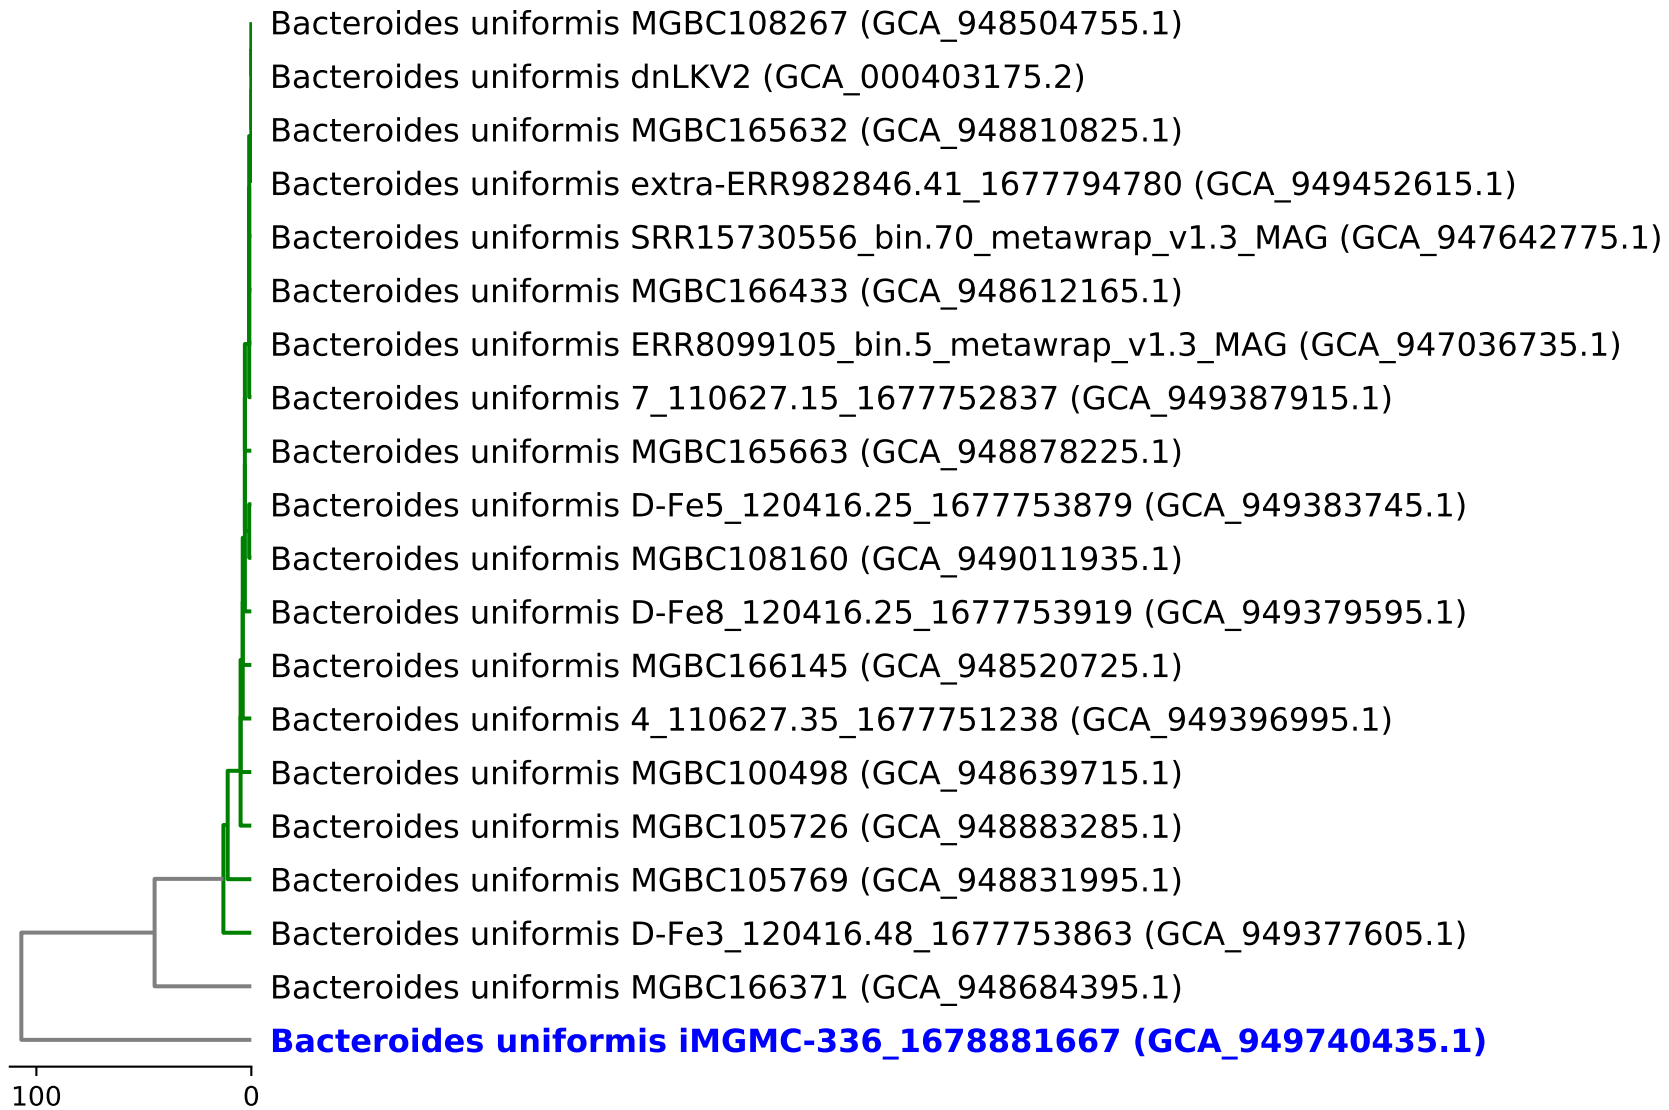 Bacteroides uniformis MGBC108267 (GCA_948504755.1)
Bacteroides uniformis dnLKV2 (GCA_000403175.2)
Bacteroides uniformis MGBC165632 (GCA_948810825.1)
Bacteroides uniformis extra-ERR982846.41_1677794780 (GCA_949452615.1)
Bacteroides uniformis SRR15730556_bin.70_metawrap_v1.3_MAG (GCA_947642775.1)
Bacteroides uniformis MGBC166433 (GCA_948612165.1)
Bacteroides uniformis ERR8099105_bin.5_metawrap_v1.3_MAG (GCA_947036735.1)
Bacteroides uniformis 7_110627.15_1677752837 (GCA_949387915.1)
Bacteroides uniformis MGBC165663 (GCA_948878225.1)
Bacteroides uniformis D-Fe5_120416.25_1677753879 (GCA_949383745.1)
Bacteroides uniformis MGBC108160 (GCA_949011935.1)
Bacteroides uniformis D-Fe8_120416.25_1677753919 (GCA_949379595.1)
Bacteroides uniformis MGBC166145 (GCA_948520725.1)
Bacteroides uniformis 4_110627.35_1677751238 (GCA_949396995.1)
Bacteroides uniformis MGBC100498 (GCA_948639715.1)
Bacteroides uniformis MGBC105726 (GCA_948883285.1)
Bacteroides uniformis MGBC105769 (GCA_948831995.1)
Bacteroides uniformis D-Fe3_120416.48_1677753863 (GCA_949377605.1)
Bacteroides uniformis MGBC166371 (GCA_948684395.1)
Bacteroides uniformis iMGMC-336_1678881667 (GCA_949740435.1)
100 0